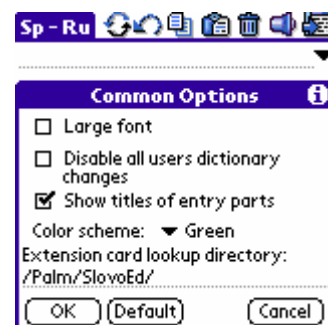 Sp - Ru
Common Options
Large font
Disable all users dictionary
changes
Show titles of entry parts
Color scheme: Green
Extension card lookup directory:
/Palm/SlovoEd/
OK Default Cancel